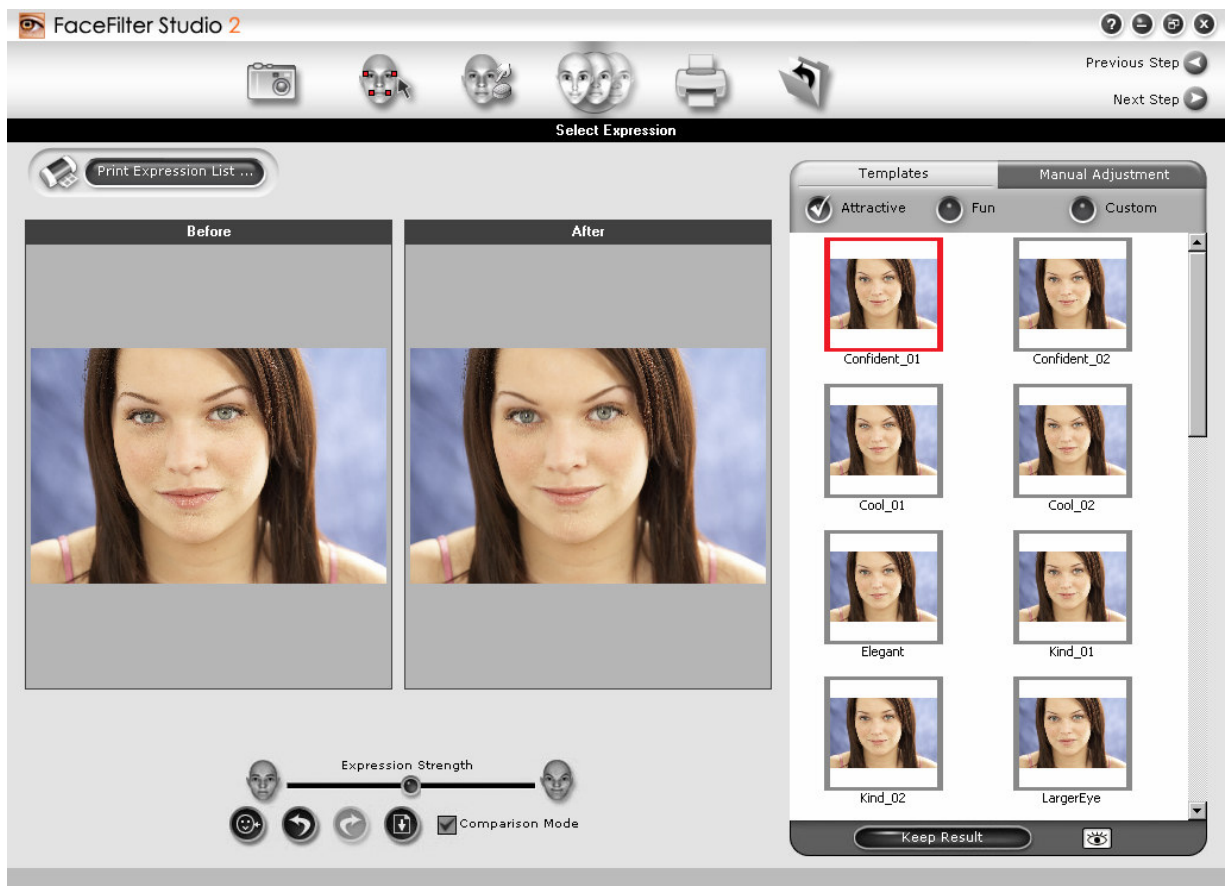 FaceFilter Studio 2
Previous Step
Next Step
Select Expression
Print Expression List ...
Templates
Manual Adjustment
Attractive
Fun
Custom
Before
After
Confident_01
Confident_02
Cool_01
Cool_02
Elegant
Kind_01
Kind_02
LargerEye
Expression Strength
Comparison Mode
Keep Result